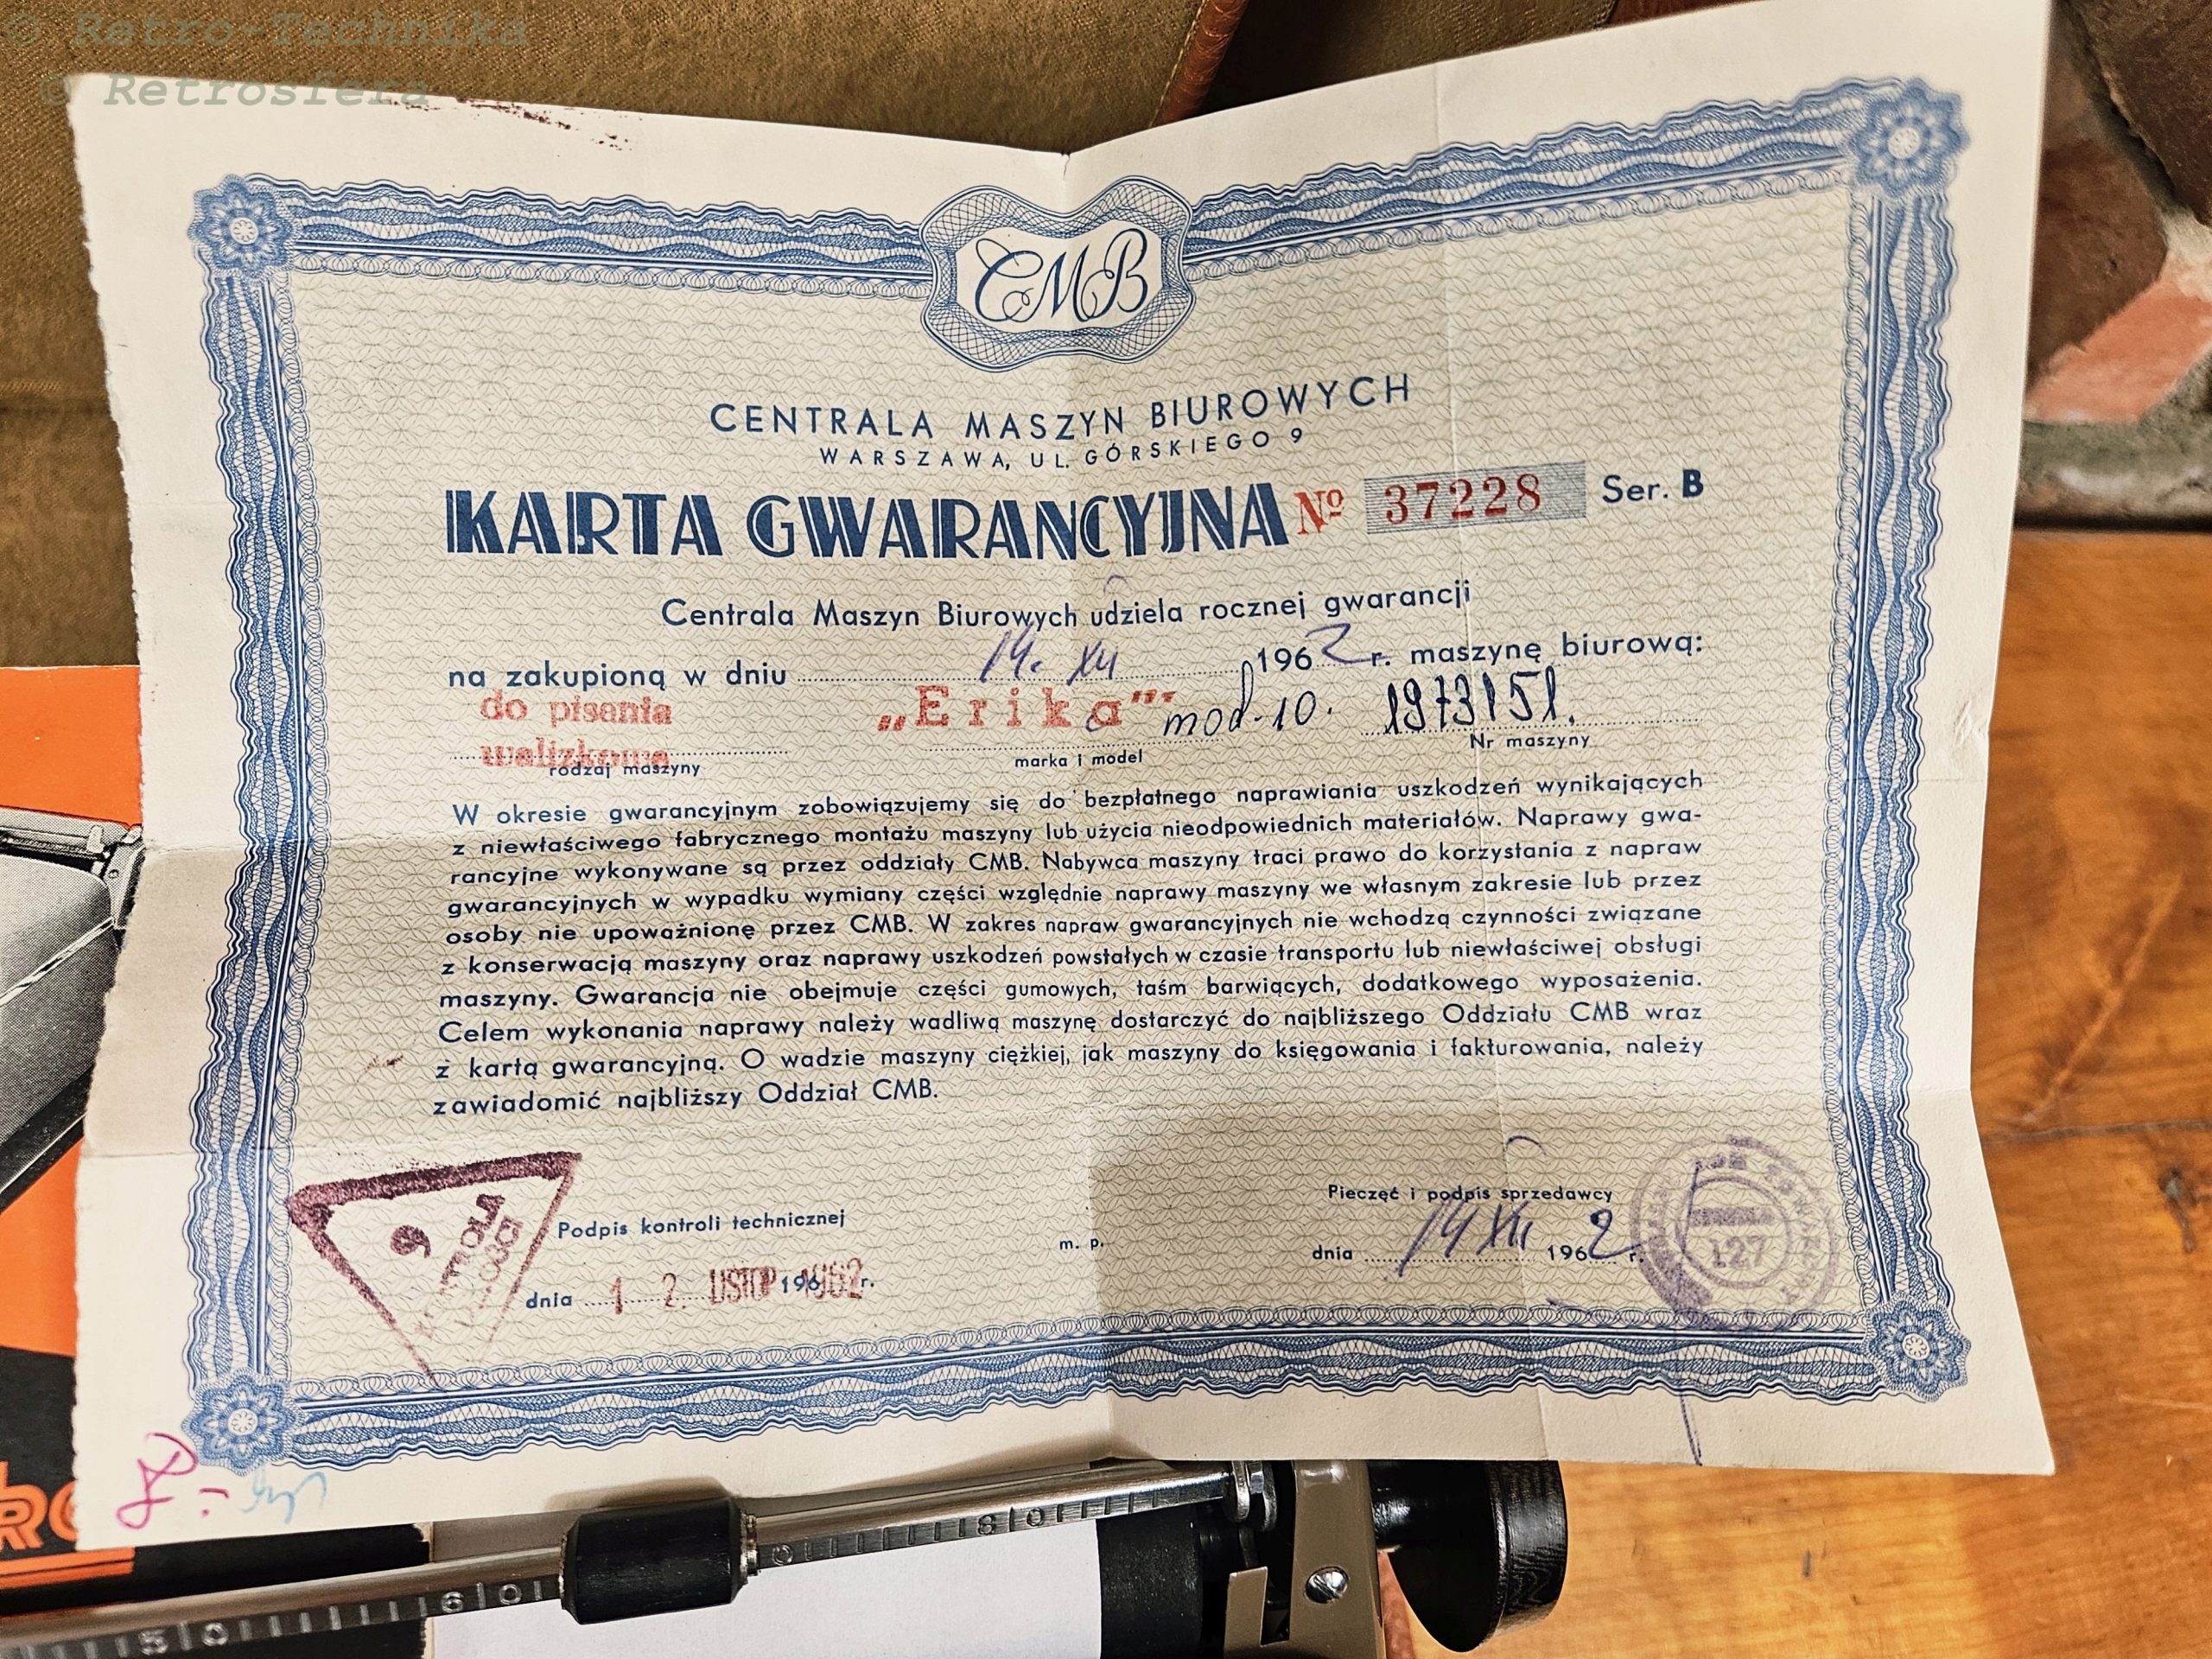 © Retro-Technika
© Retrosfera
CMB
CENTRALA MASZYN BIUROWYCH
WARSZAWA, UL. GÓRSKIEGO 9
KARTA GWARANCYJNA Nº 37228 Ser. B
Centrala Maszyn Biurowych udziela rocznej gwarancji
na zakupioną w dniu 14. XII 1962 r. maszynę biurową:
do pisania „Erika" mod-10. 1973151.
walizkowa
rodzaj maszyny marka i model Nr maszyny
W okresie gwarancyjnym zobowiązujemy się do bezpłatnego naprawiania uszkodzeń wynikających
z niewłaściwego fabrycznego montażu maszyny lub użycia nieodpowiednich materiałów. Naprawy gwa-
rancyjne wykonywane są przez oddziały CMB. Nabywca maszyny traci prawo do korzystania z napraw
gwarancyjnych w wypadku wymiany części względnie naprawy maszyny we własnym zakresie lub przez
osoby nie upoważnionę przez CMB. W zakres napraw gwarancyjnych nie wchodzą czynności związane
z konserwacją maszyny oraz naprawy uszkodzeń powstałych w czasie transportu lub niewłaściwej obsługi
maszyny. Gwarancja nie obejmuje części gumowych, taśm barwiących, dodatkowego wyposażenia.
Celem wykonania naprawy należy wadliwą maszynę dostarczyć do najbliższego Oddziału CMB wraz
z kartą gwarancyjną. O wadzie maszyny ciężkiej, jak maszyny do księgowania i fakturowania, należy
zawiadomić najbliższy Oddział CMB.
9
Podpis kontroli technicznej
dnia 12. LISTOP 1962 r.
m. p.
Pieczęć i podpis sprzedawcy
dnia 14 XII 1962 r.
127
50 60 0 80